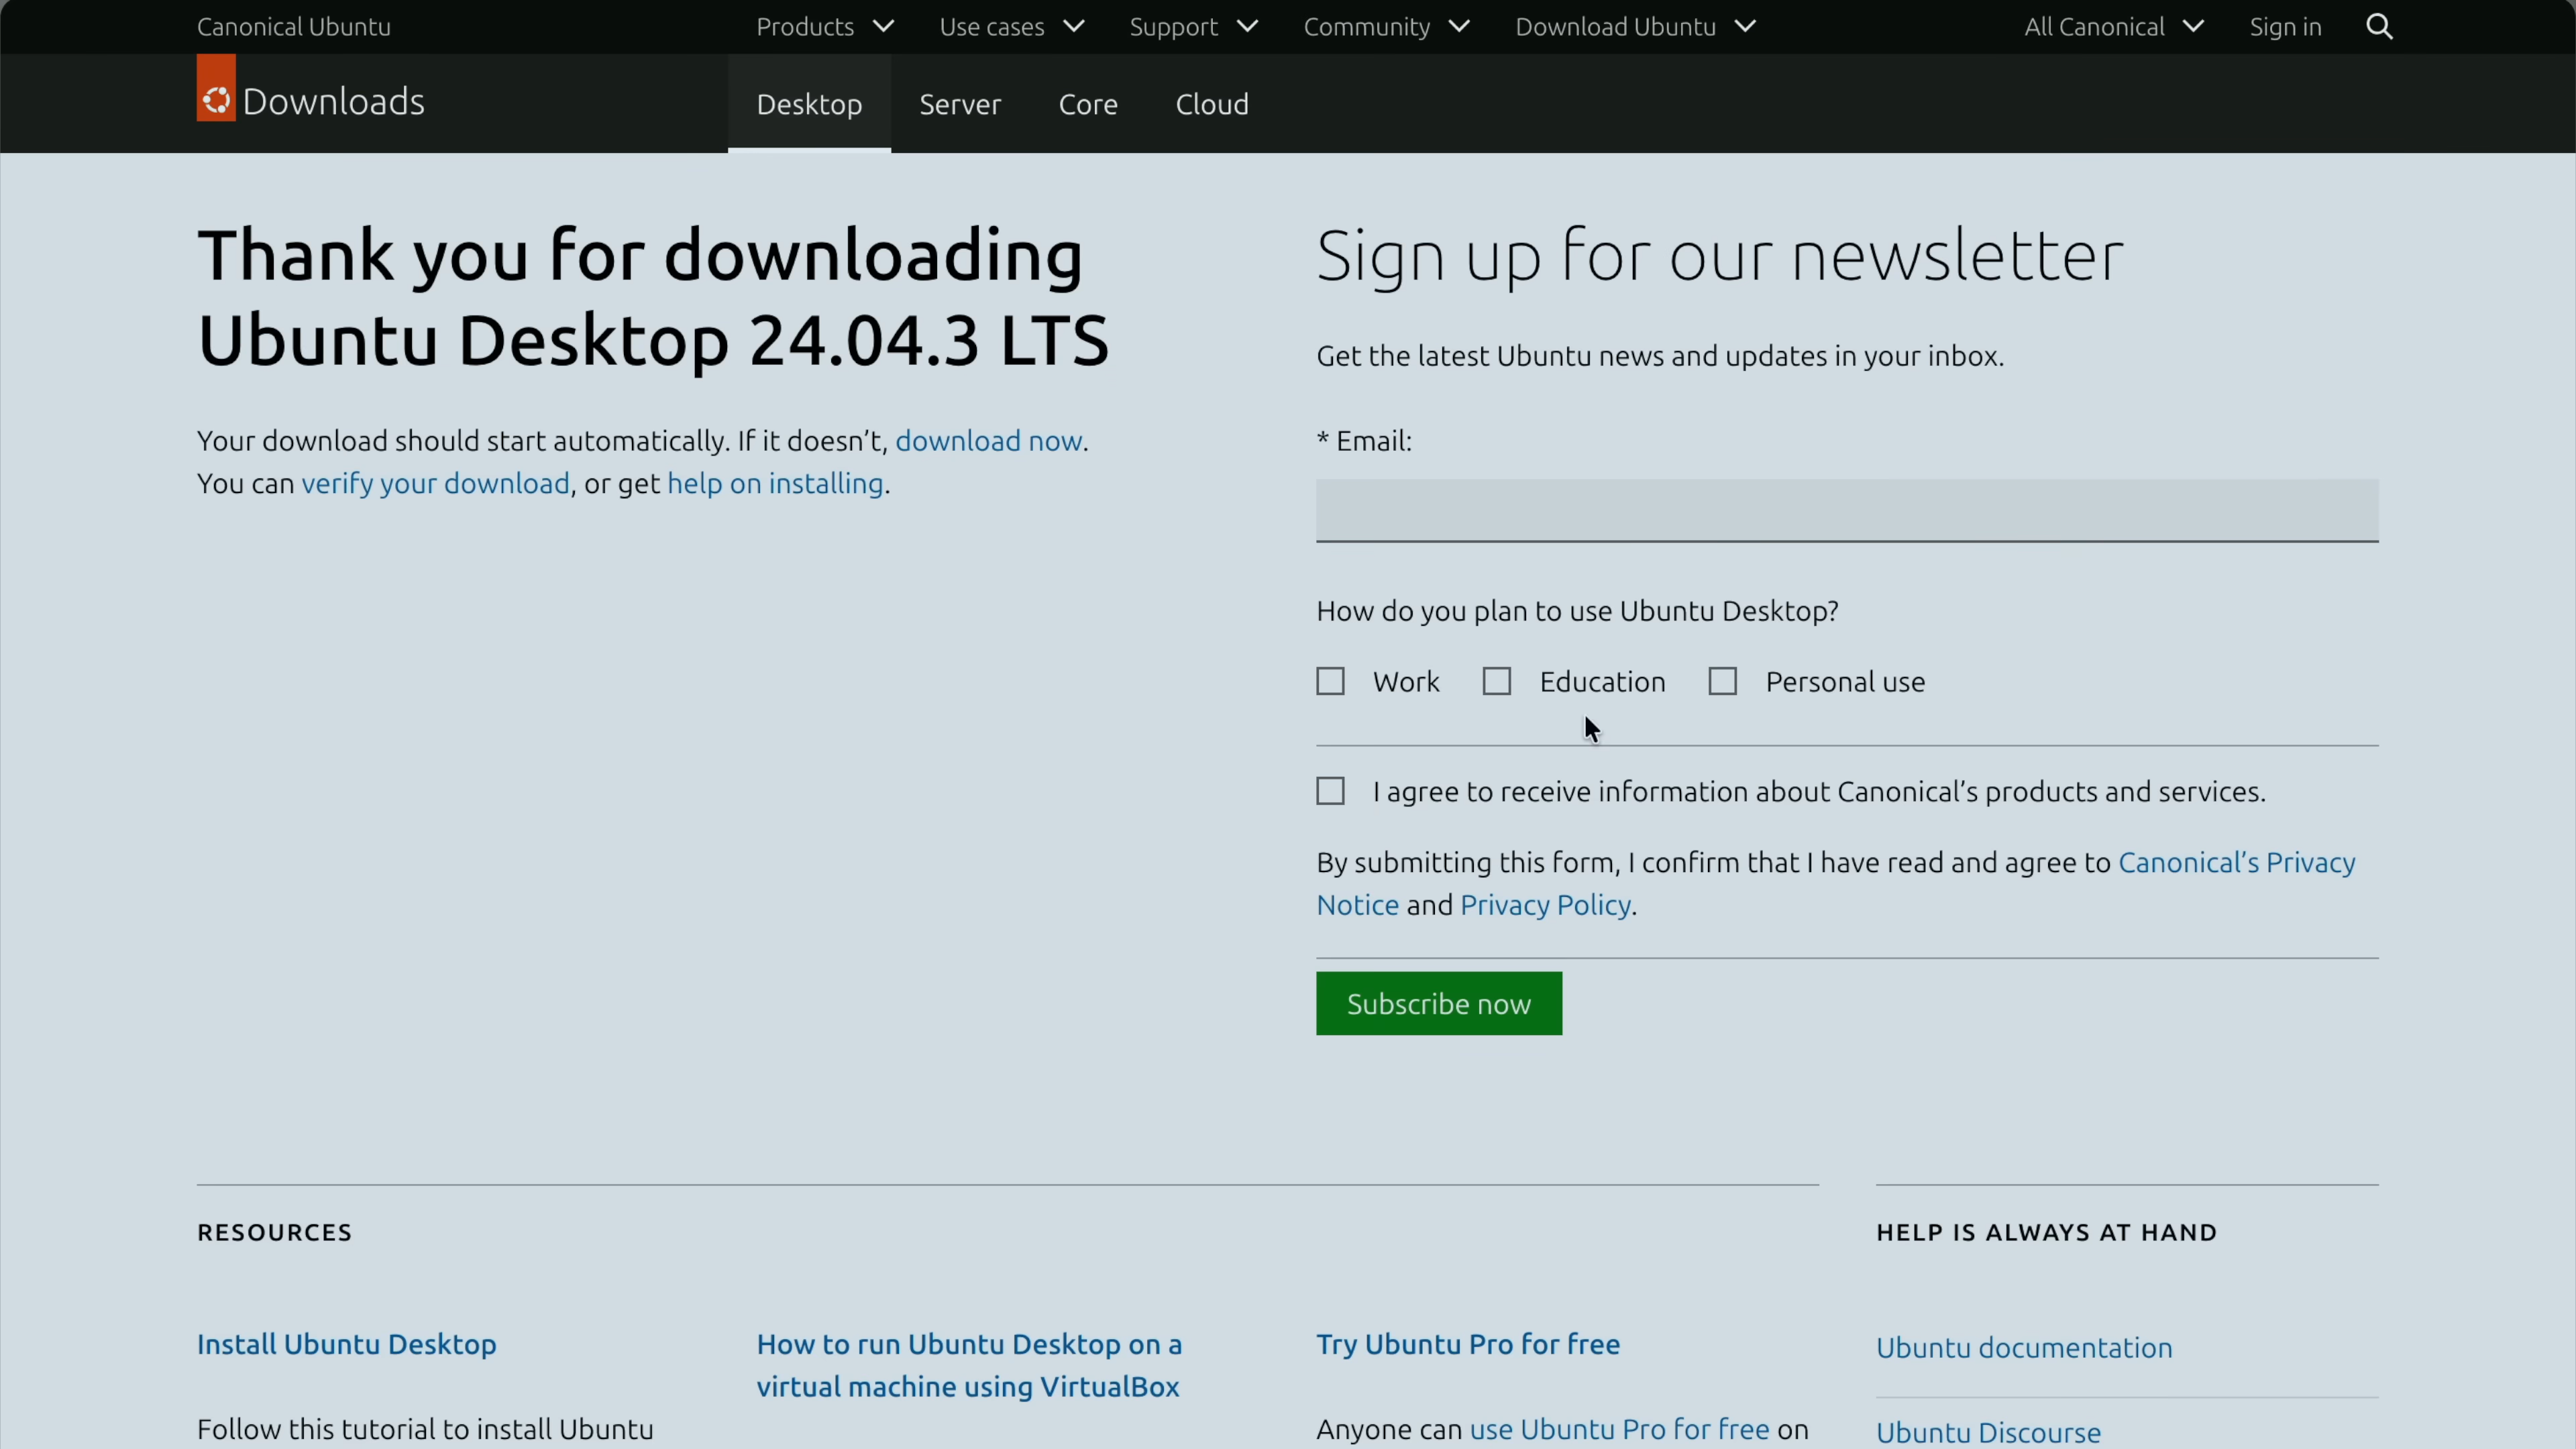 Canonical Ubuntu
Products
Use cases
Support
Community
Download Ubuntu
All Canonical
Sign in
Downloads
Desktop
Server
Core
Cloud
Thank you for downloading
Ubuntu Desktop 24.04.3 LTS
Your download should start automatically. If it doesn’t, download now.
You can verify your download, or get help on installing.
Sign up for our newsletter
Get the latest Ubuntu news and updates in your inbox.
* Email:
How do you plan to use Ubuntu Desktop?
Work
Education
Personal use
I agree to receive information about Canonical’s products and services.
By submitting this form, I confirm that I have read and agree to Canonical’s Privacy
Notice and Privacy Policy.
Subscribe now
RESOURCES
Install Ubuntu Desktop
Follow this tutorial to install Ubuntu
How to run Ubuntu Desktop on a
virtual machine using VirtualBox
Try Ubuntu Pro for free
Anyone can use Ubuntu Pro for free on
HELP IS ALWAYS AT HAND
Ubuntu documentation
Ubuntu Discourse